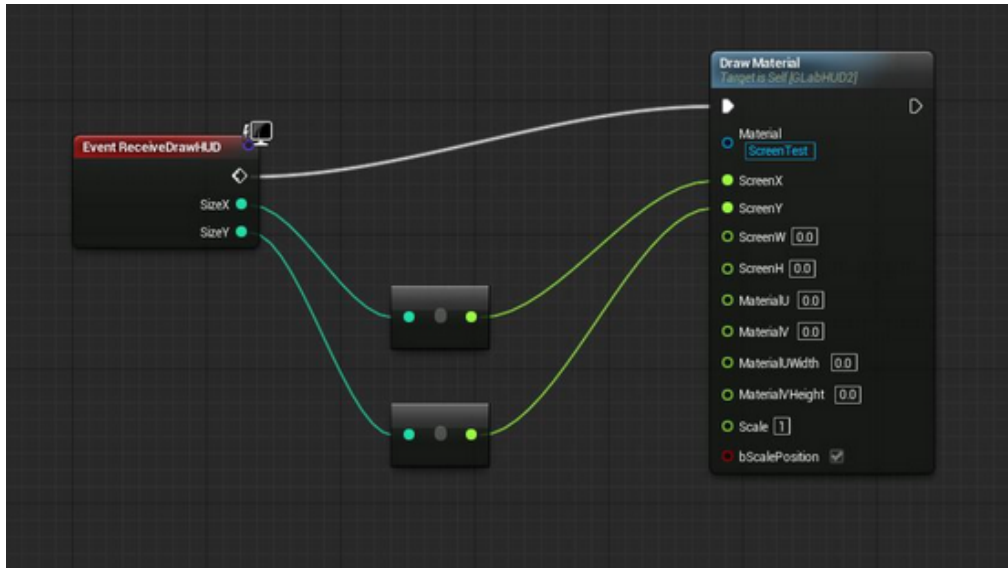 Event ReceiveDrawHUD
SizeX
SizeY
Draw Material
Target is Self [GLabHUD2]
Material
ScreenTest
ScreenX
ScreenY
ScreenW 0.0
ScreenH 0.0
MaterialU 0.0
MaterialV 0.0
MaterialUWidth 0.0
MaterialVHeight 0.0
Scale 1
bScalePosition